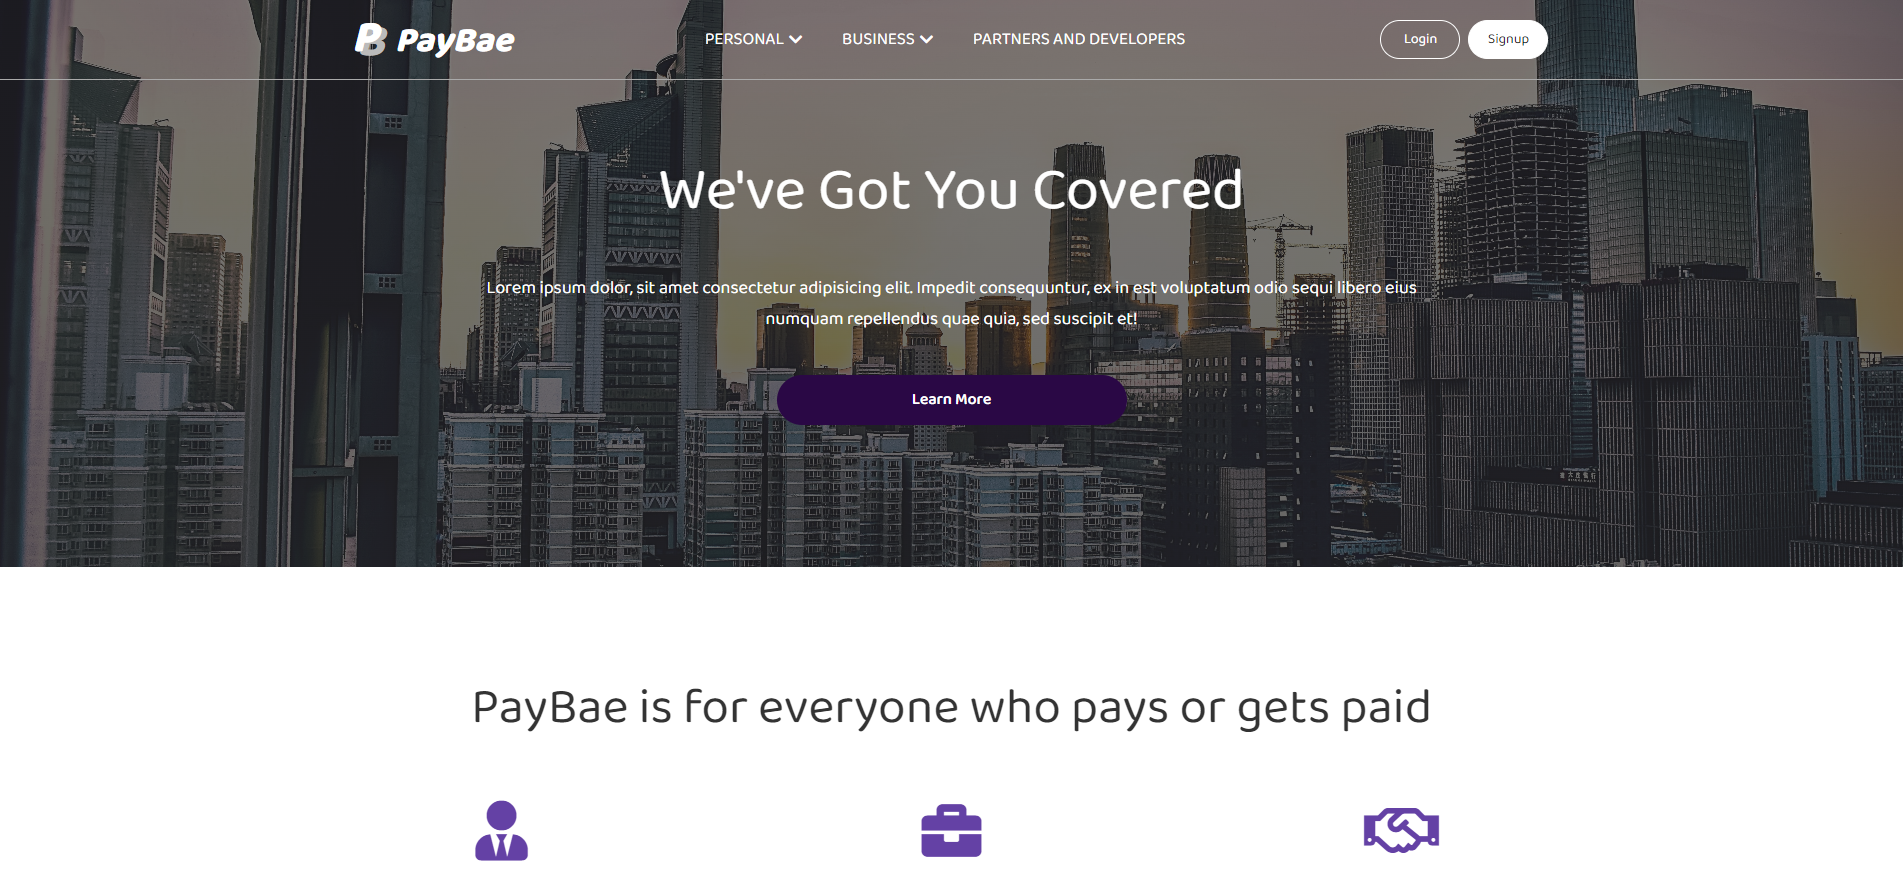 PayBae
PERSONAL
BUSINESS
PARTNERS AND DEVELOPERS
Login
Signup
We've Got You Covered
Lorem ipsum dolor, sit amet consectetur adipisicing elit. Impedit consequuntur, ex in est voluptatum odio sequi libero eius
numquam repellendus quae quia, sed suscipit et!
Learn More
PayBae is for everyone who pays or gets paid